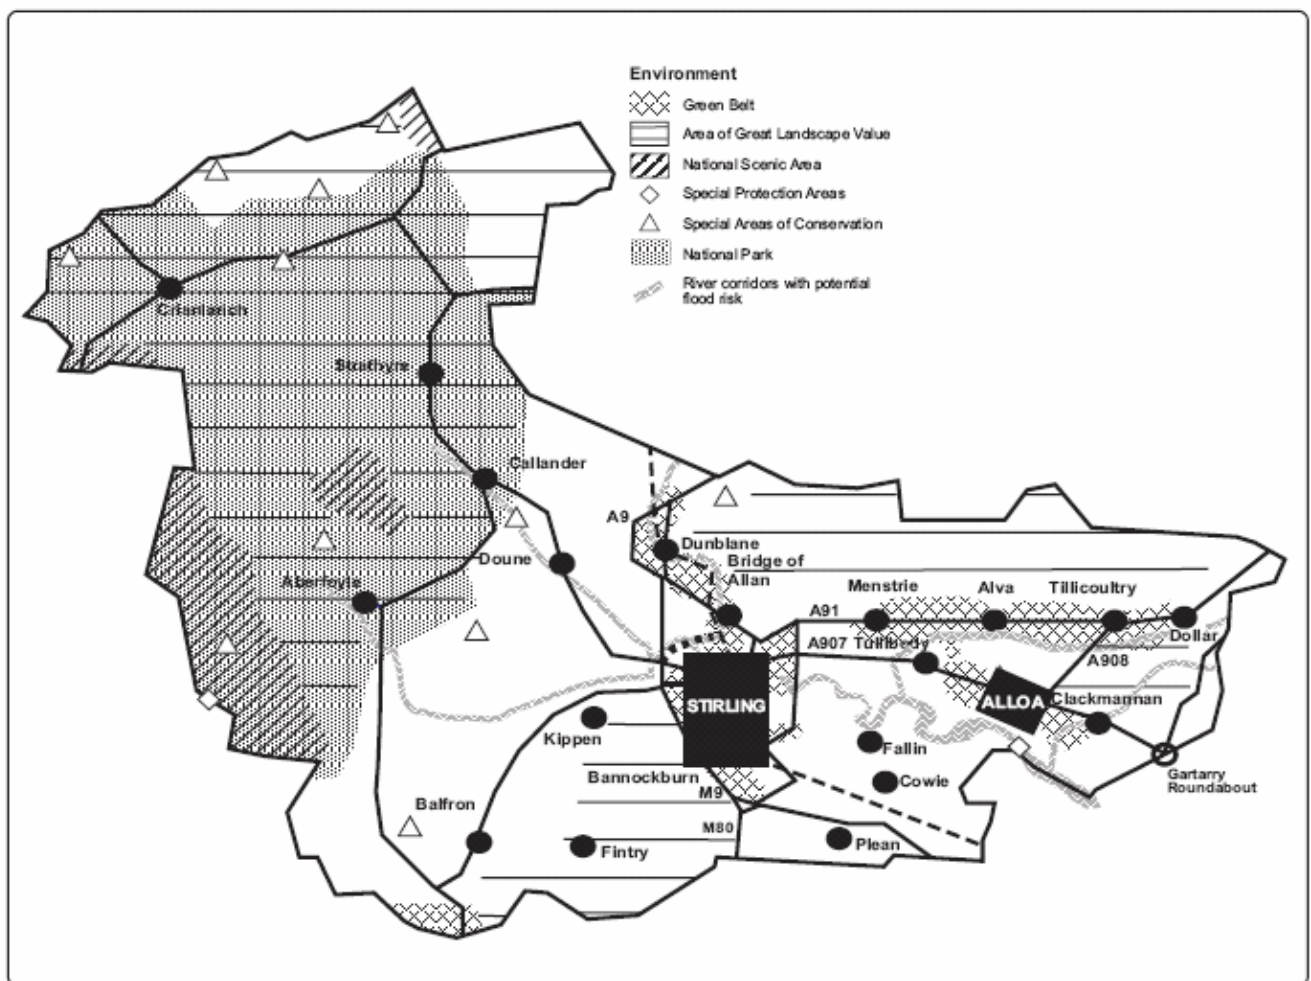 Environment
Green Belt
Area of Great Landscape Value
National Scenic Area
Special Protection Areas
Special Areas of Conservation
National Park
River corridors with potential
flood risk
Crianlarich
Strathyre
Callander
A9
Dunblane
Doune
Bridge of
Allan
Menstrie
Alva
Tillicoultry
Aberfoyle
A91
Dollar
A907
Tullibody
A908
STIRLING
ALLOA
Clackmannan
Kippen
Fallin
Bannockburn
Cowie
Gartarry
Roundabout
M9
Balfron
M80
Plean
Fintry